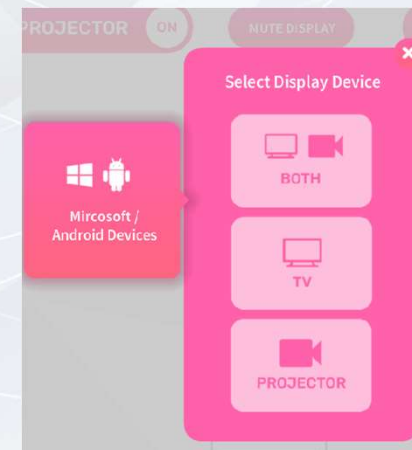 PROJECTOR ON MUTE DISPLAY
Select Display Device
BOTH
Mircosoft /
Android Devices
TV
PROJECTOR